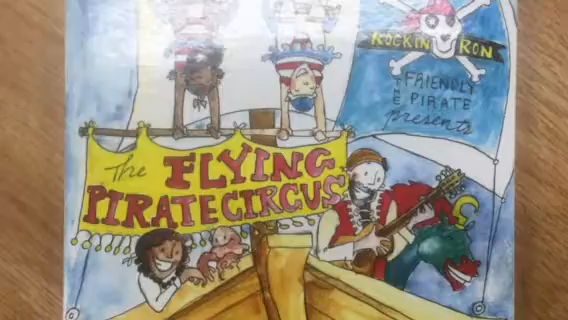 ROCKIN RON
THE FRIENDLY
PIRATE
presents
The FLYING
PIRATE CIRCUS